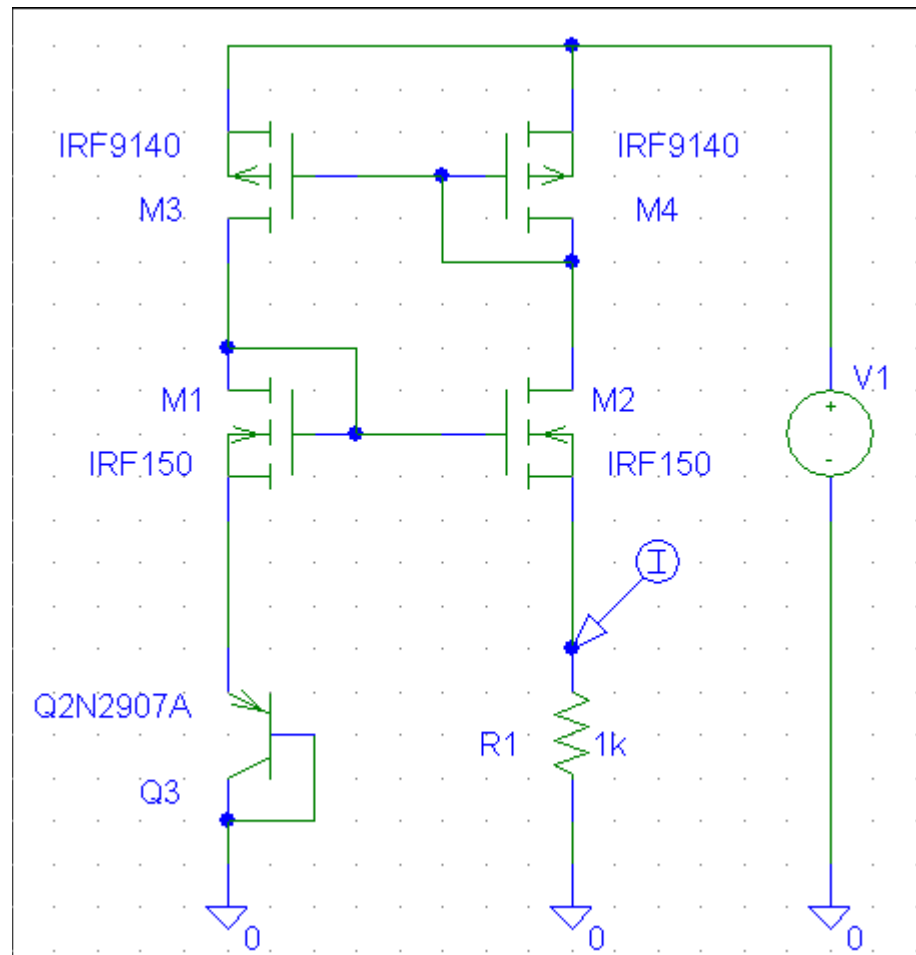 IRF9140
IRF9140
M3
M4
M1
M2
V1
+
IRF150
IRF150
-
I
Q2N2907A
R1
1k
Q3
0
0
0